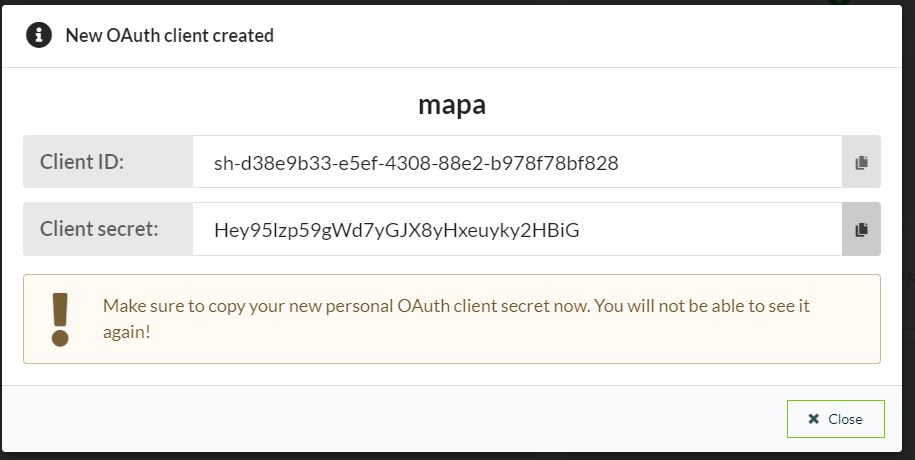 New OAuth client created
mapa
Client ID:
sh-d38e9b33-e5ef-4308-88e2-b978f78bf828
Client secret:
Hey95Izp59gWd7yGJX8yHxeuyky2HBiG
Make sure to copy your new personal OAuth client secret now. You will not be able to see it
again!
Close